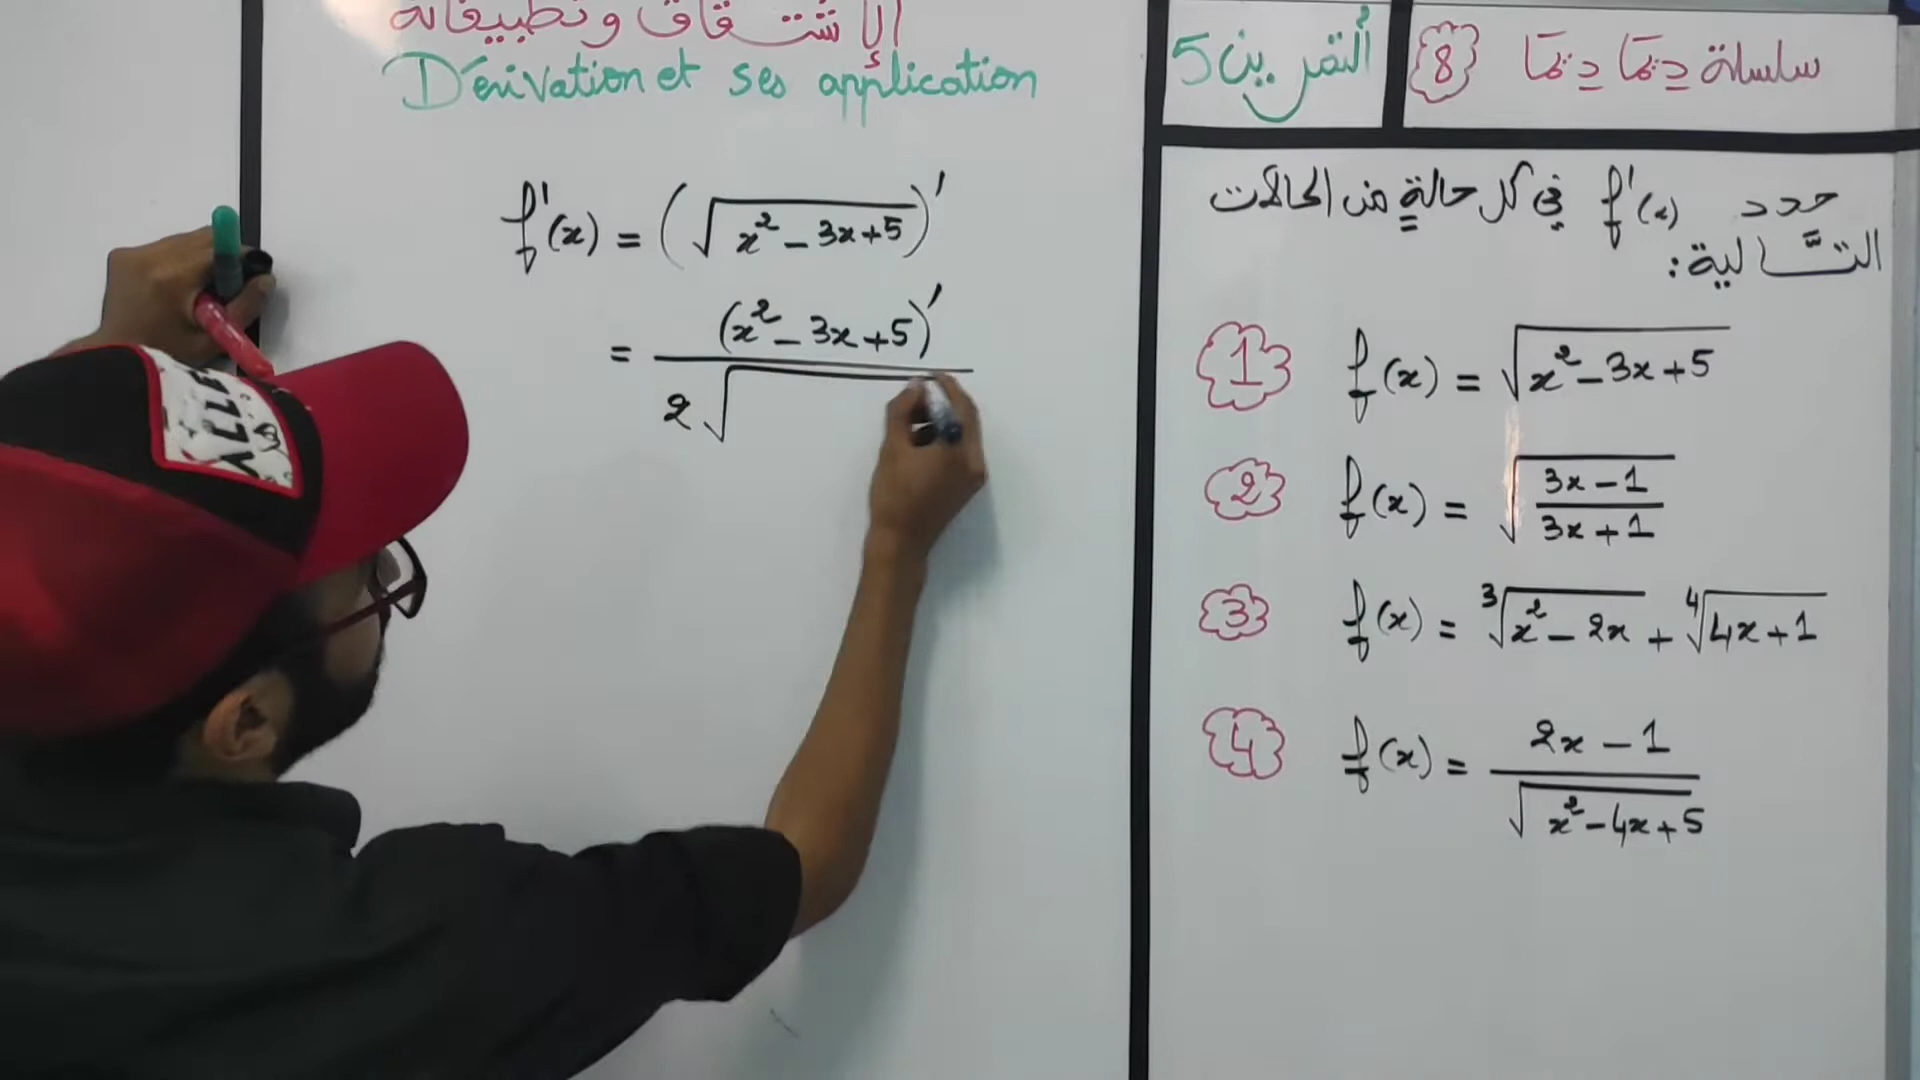 الإشتقاق وتطبيقاته
Dérivation et ses application
f'(x) = (√(x² - 3x + 5))'
= (x² - 3x + 5)' / 2√
التمرين 5
سلسلة ديما ديما 8
حدد f'(x) في كل حالة من الحالات
التالية:
1 f(x) = √(x² - 3x + 5)
2 f(x) = √((3x - 1)/(3x + 1))
3 f(x) = ³√(x² - 2x) + ⁴√(4x + 1)
4 f(x) = (2x - 1)/√(x² - 4x + 5)